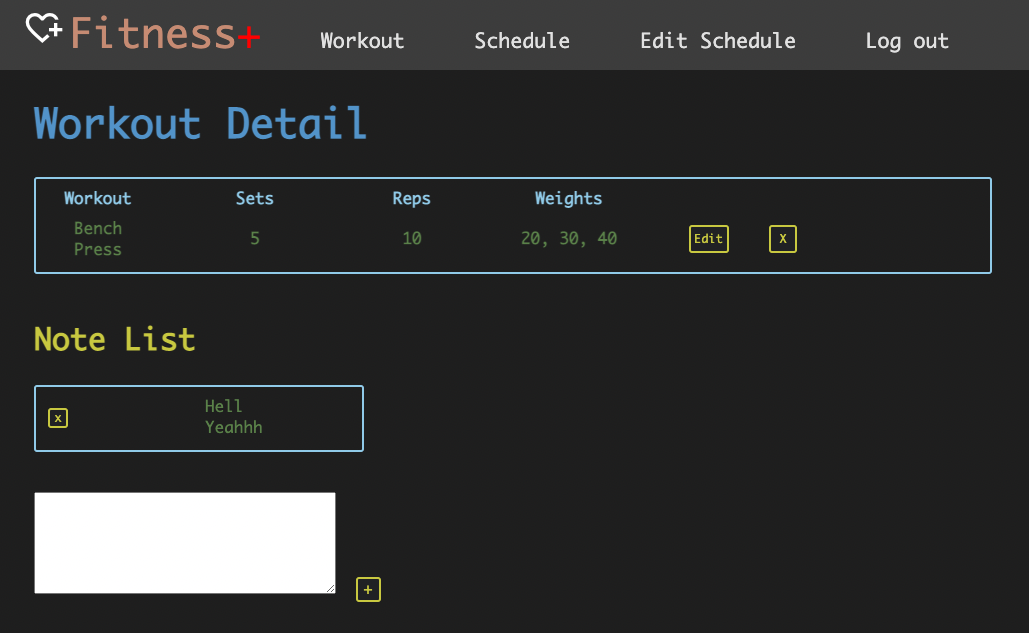 Fitness+ Workout Schedule Edit Schedule Log out
Workout Detail
Workout Sets Reps Weights
Bench
Press 5 10 20, 30, 40 Edit X
Note List
x Hell
Yeahhh
+